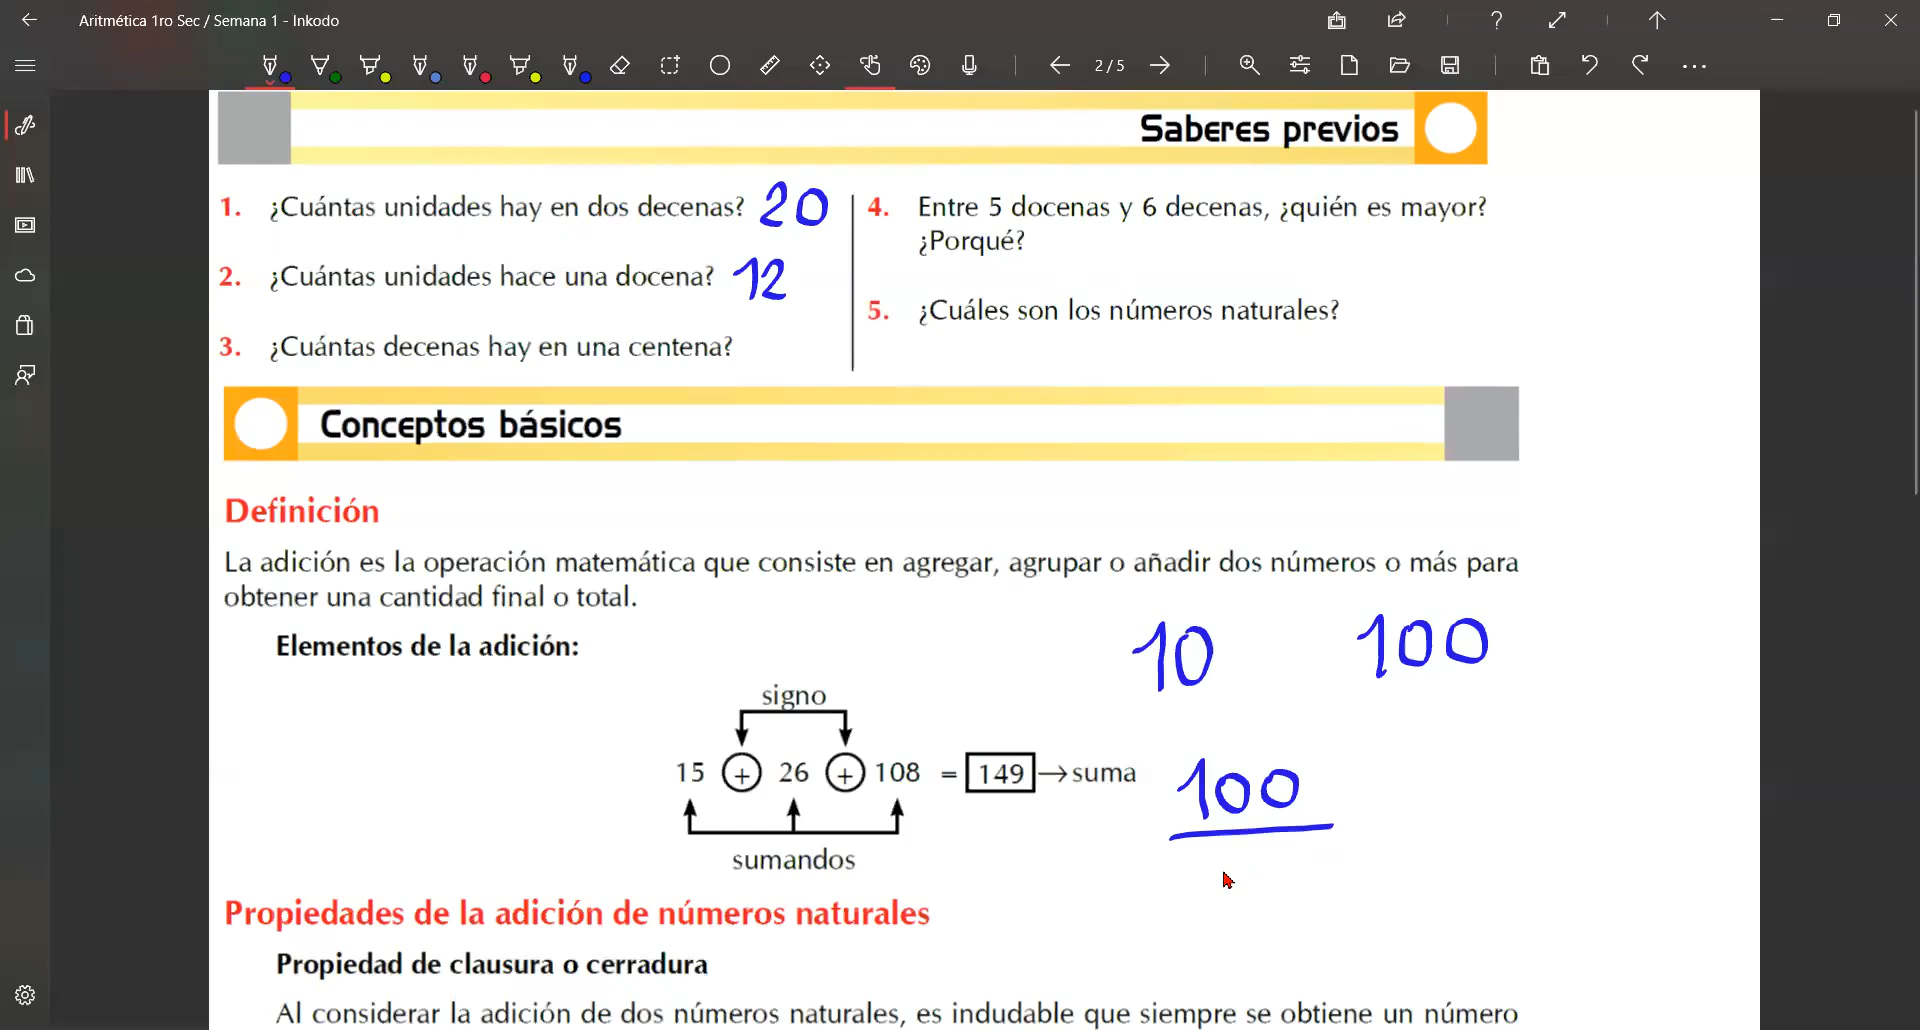 Aritmética 1ro Sec / Semana 1 - Inkodo
2 / 5
Saberes previos
1. ¿Cuántas unidades hay en dos decenas? 20
2. ¿Cuántas unidades hace una docena? 12
3. ¿Cuántas decenas hay en una centena?
4. Entre 5 docenas y 6 decenas, ¿quién es mayor?
¿Porqué?
5. ¿Cuáles son los números naturales?
Conceptos básicos
Definición
La adición es la operación matemática que consiste en agregar, agrupar o añadir dos números o más para
obtener una cantidad final o total.
Elementos de la adición:
10 100
signo
15 + 26 + 108 = 149 → suma
100
sumandos
Propiedades de la adición de números naturales
Propiedad de clausura o cerradura
Al considerar la adición de dos números naturales, es indudable que siempre se obtiene un número